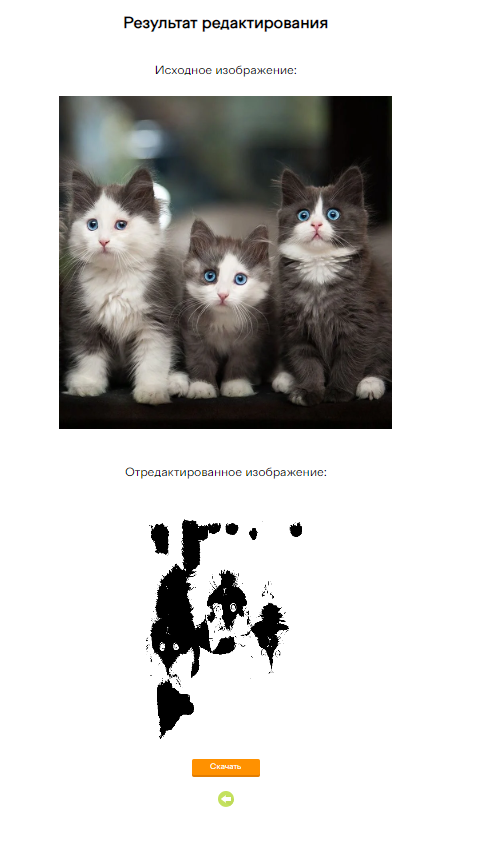 Результат редактирования
Исходное изображение:
Отредактированное изображение:
Скачать